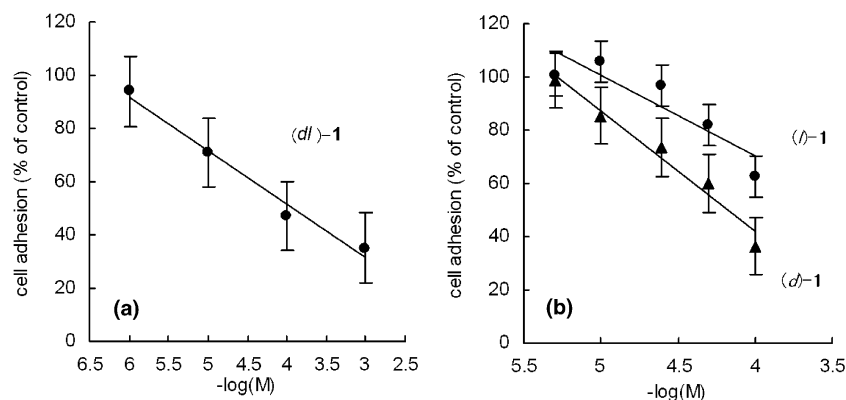 cell adhesion (% of control)
120
100
80
60
40
20
0
(dl)-1
(a)
6.5 6 5.5 5 4.5 4 3.5 3 2.5
-log(M)
cell adhesion (% of control)
120
100
80
60
40
20
0
(l)-1
(d)-1
(b)
5.5 5 4.5 4 3.5
-log(M)